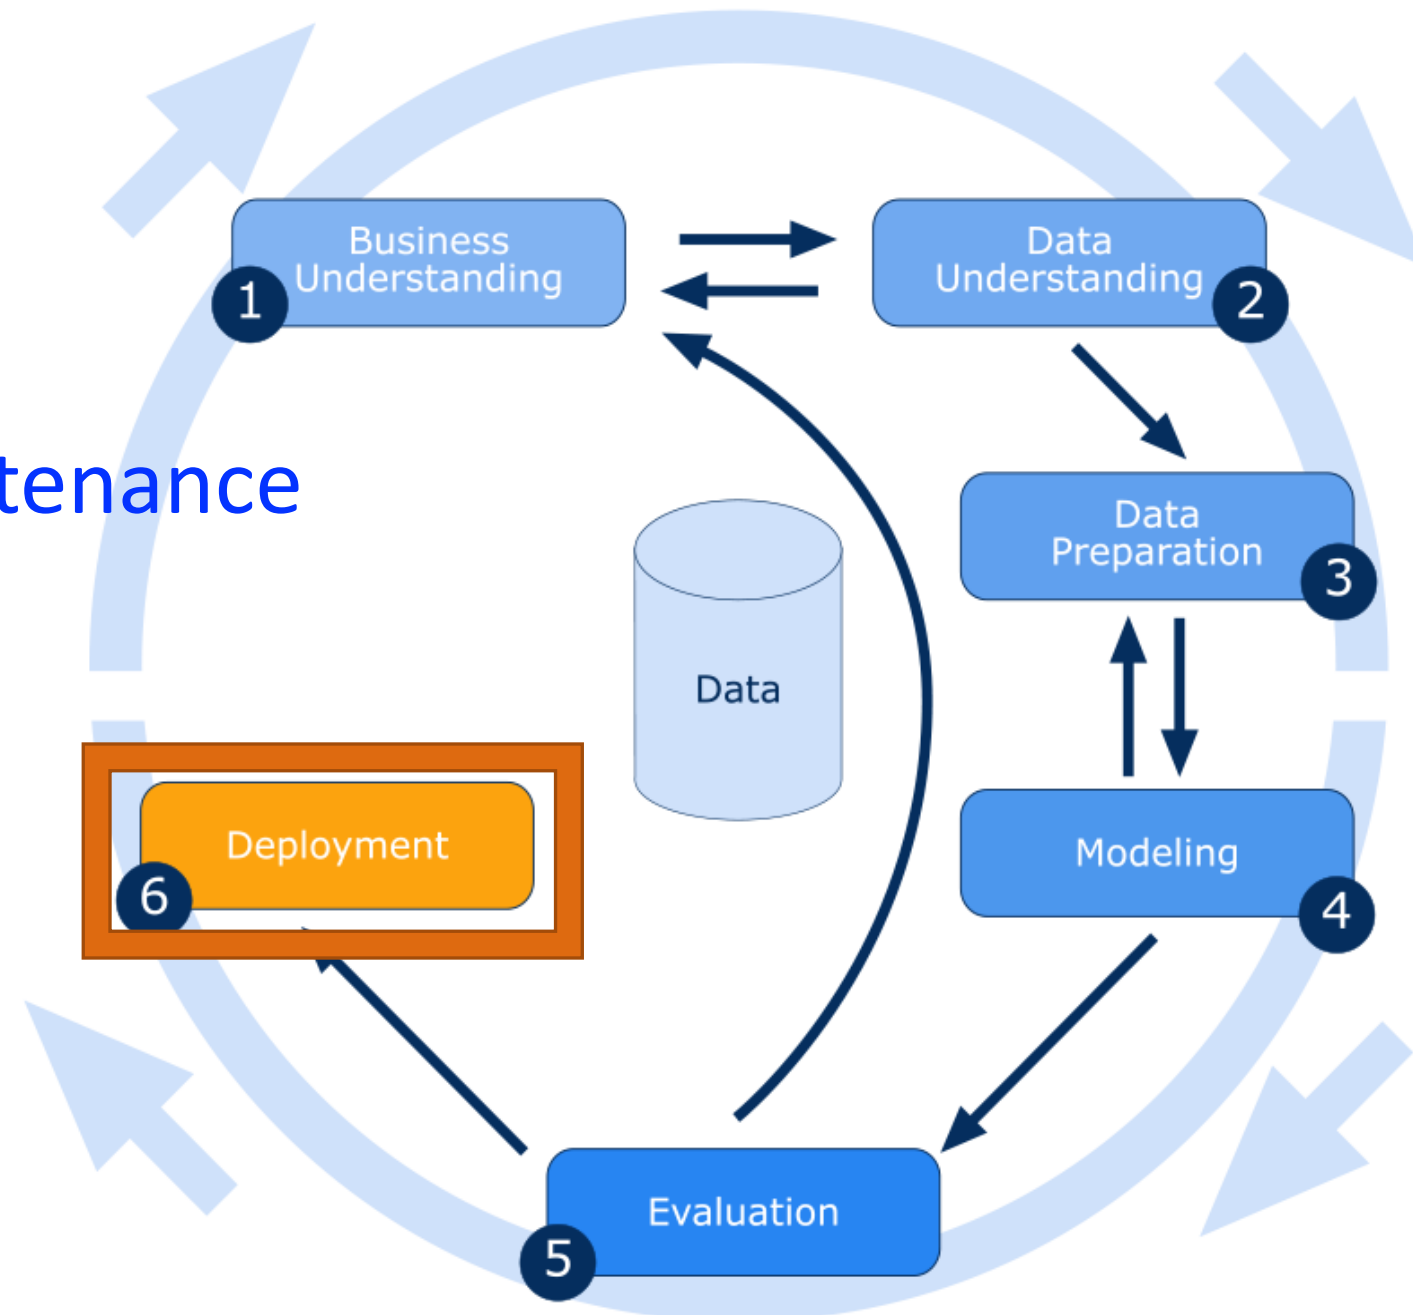 Business
Understanding
1
Data
Understanding
2
tenance
Data
Preparation
3
Data
Deployment
6
Modeling
4
Evaluation
5